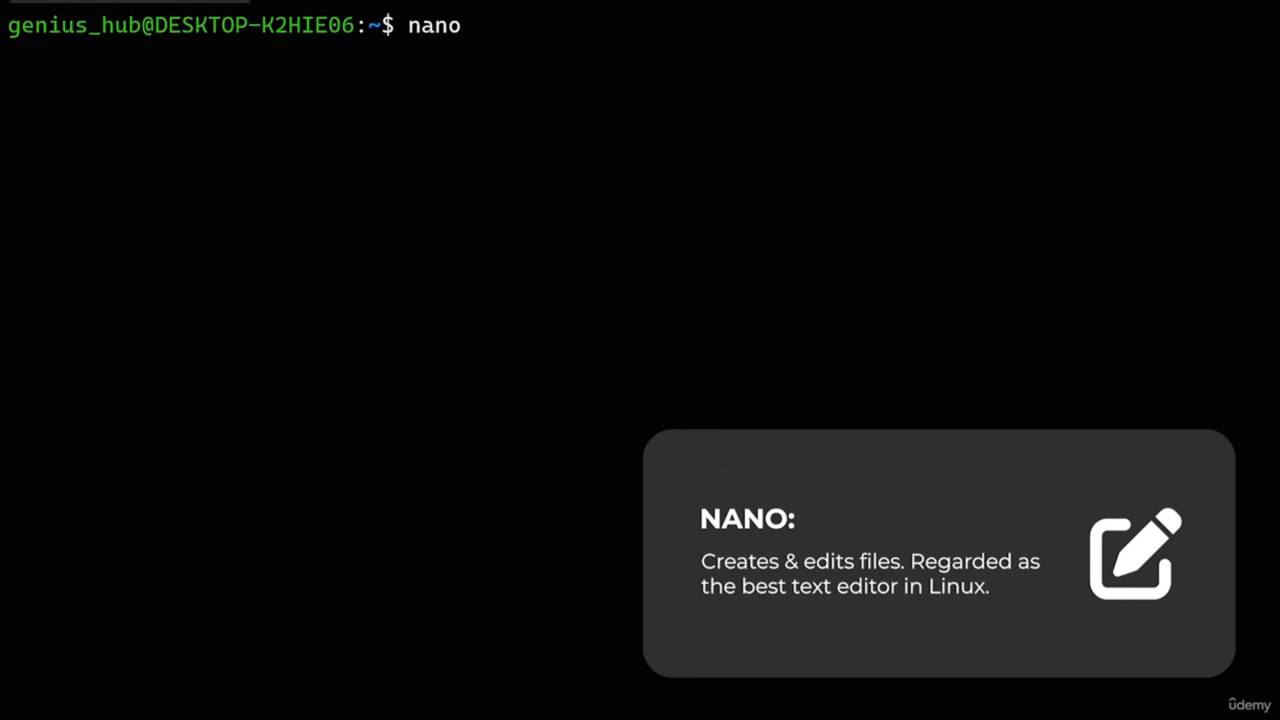 genius_hub@DESKTOP-K2HIE06:~$ nano
NANO:
Creates & edits files. Regarded as
the best text editor in Linux.
ûdemy